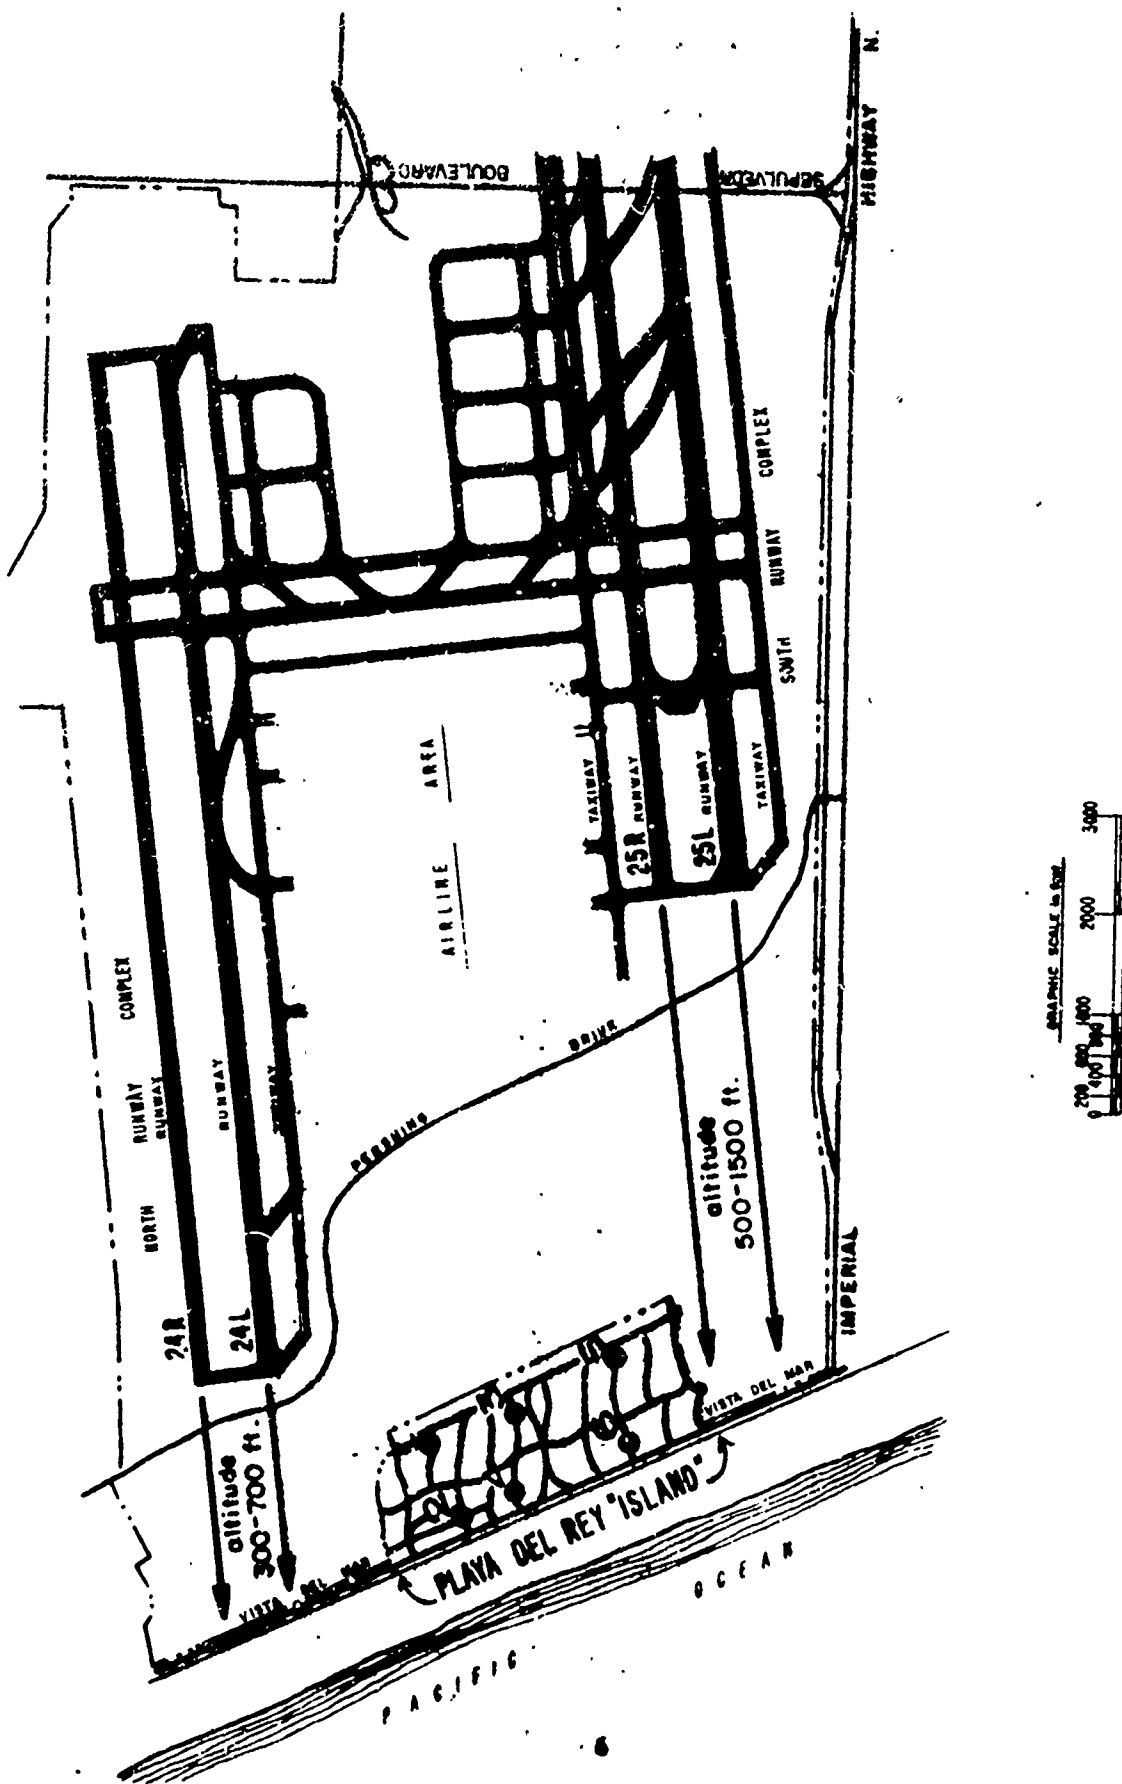 HIGHWAY N.
SEPULVEDA
BOULEVARD
SOUTH RUNWAY COMPLEX
TAXIWAY
25R RUNWAY
25L RUNWAY
TAXIWAY
AIRLINE AREA
NORTH RUNWAY COMPLEX
RUNWAY
RUNWAY
24R
24L
PERSHING DRIVE
altitude
300-700 ft.
altitude
500-1500 ft.
IMPERIAL
VISTA DEL MAR
VISTA DEL MAR
PLAYA DEL REY "ISLAND"
PACIFIC OCEAN
GRAPHIC SCALE in feet
0 200 400 600 800 1000 2000 3000
6